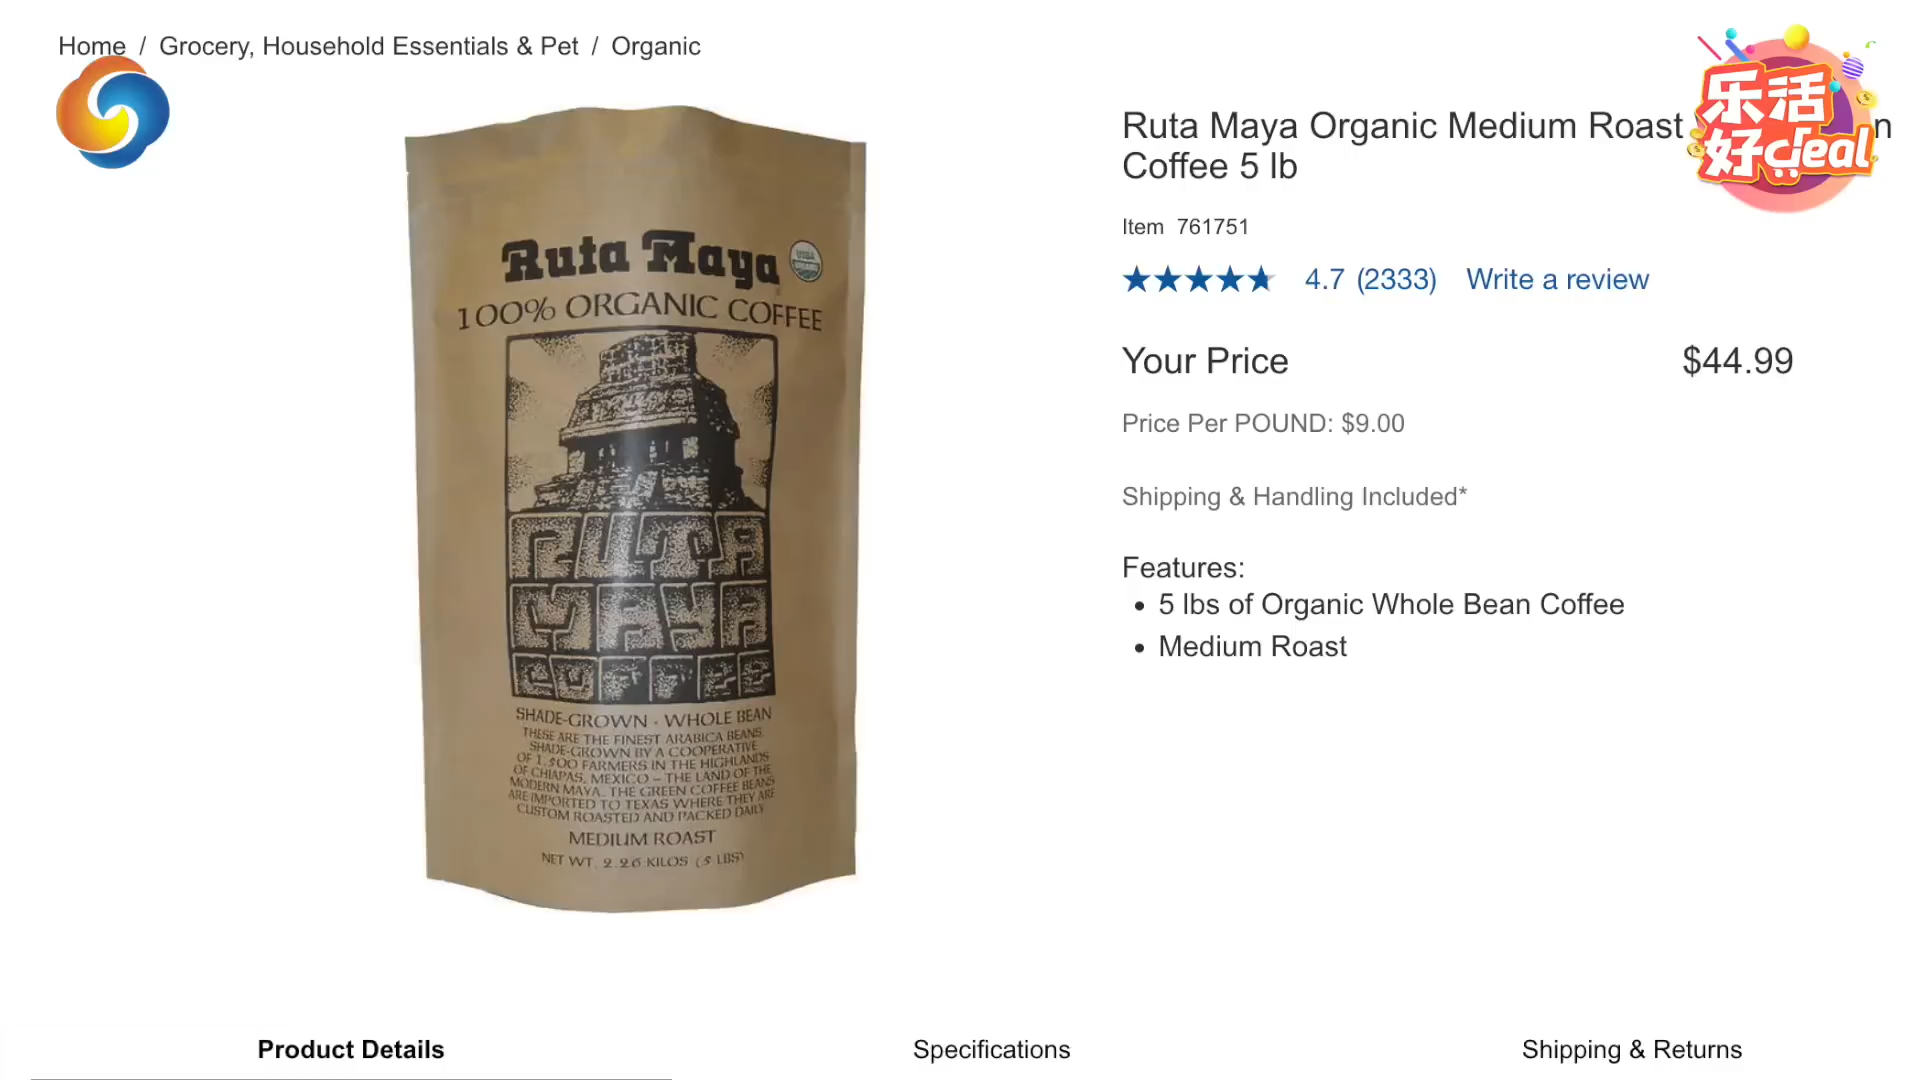 Home / Grocery, Household Essentials & Pet / Organic
乐活
好deal
Ruta Maya Organic Medium Roast n
Coffee 5 lb
Item 761751
4.7 (2333) Write a review
Your Price $44.99
Price Per POUND: $9.00
Shipping & Handling Included*
Features:
• 5 lbs of Organic Whole Bean Coffee
• Medium Roast
Ruta Maya
USDA
ORGANIC
100% ORGANIC COFFEE
RUTA
MAYA
COFFEE
SHADE-GROWN · WHOLE BEAN
THESE ARE THE FINEST ARABICA BEANS,
SHADE-GROWN BY A COOPERATIVE
OF 1,500 FARMERS IN THE HIGHLANDS
OF CHIAPAS, MEXICO – THE LAND OF THE
MODERN MAYA. THE GREEN COFFEE BEANS
ARE IMPORTED TO TEXAS WHERE THEY ARE
CUSTOM ROASTED AND PACKED DAILY
MEDIUM ROAST
NET WT. 2.26 KILOS (5 LBS)
Product Details
Specifications
Shipping & Returns